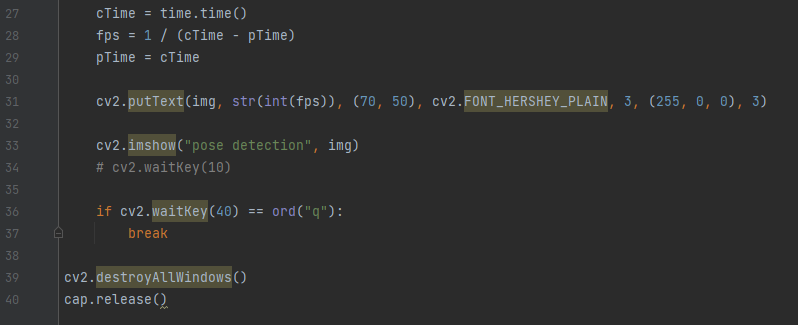 27 cTime = time.time()
28 fps = 1 / (cTime - pTime)
29 pTime = cTime
30
31 cv2.putText(img, str(int(fps)), (70, 50), cv2.FONT_HERSHEY_PLAIN, 3, (255, 0, 0), 3)
32
33 cv2.imshow("pose detection", img)
34 # cv2.waitKey(10)
35
36 if cv2.waitKey(40) == ord("q"):
37 break
38
39 cv2.destroyAllWindows()
40 cap.release()